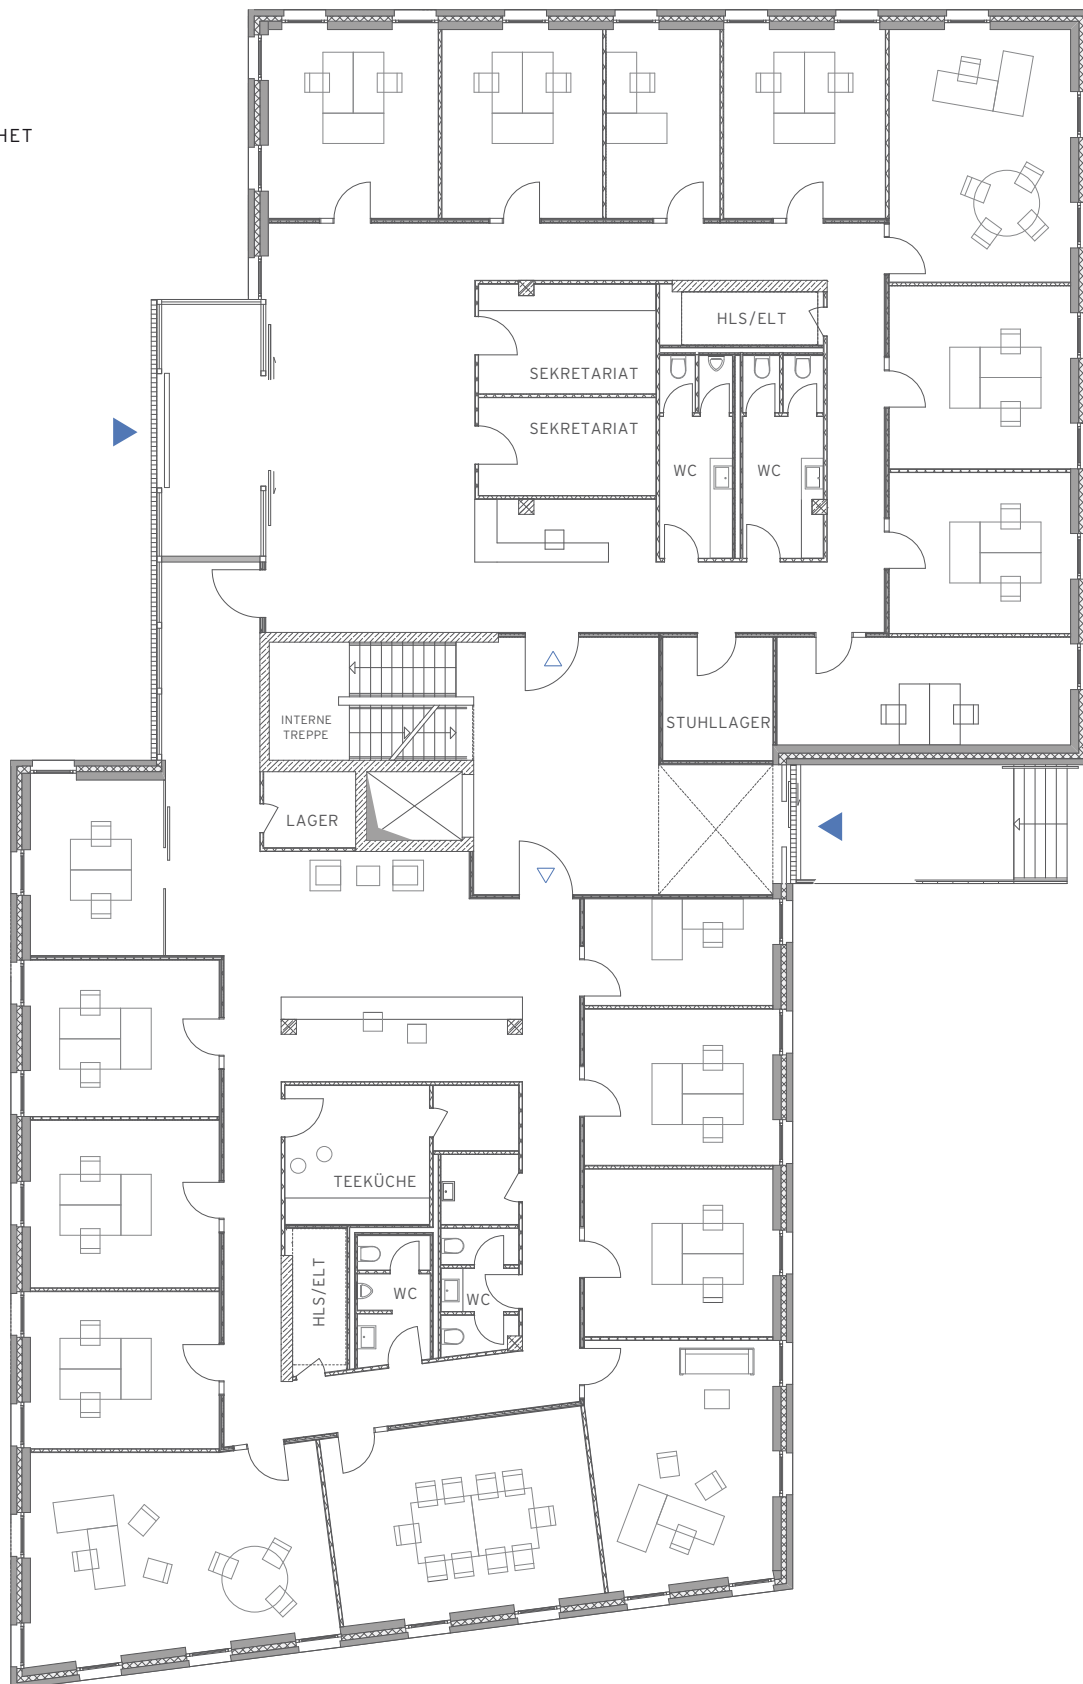 HET
HLS/ELT
SEKRETARIAT
SEKRETARIAT
WC
WC
INTERNE
TREPPE
STUHLLAGER
LAGER
TEEKÜCHE
HLS/ELT
WC
WC